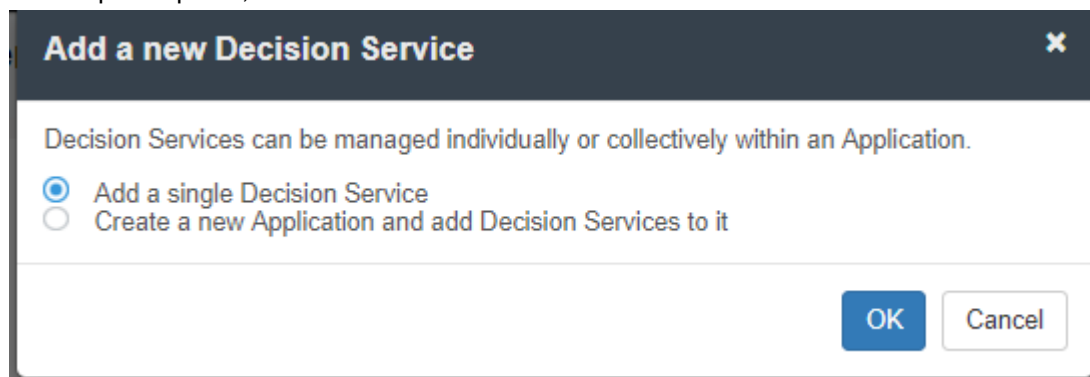 Add a new Decision Service
Decision Services can be managed individually or collectively within an Application.
Add a single Decision Service
Create a new Application and add Decision Services to it
OK Cancel